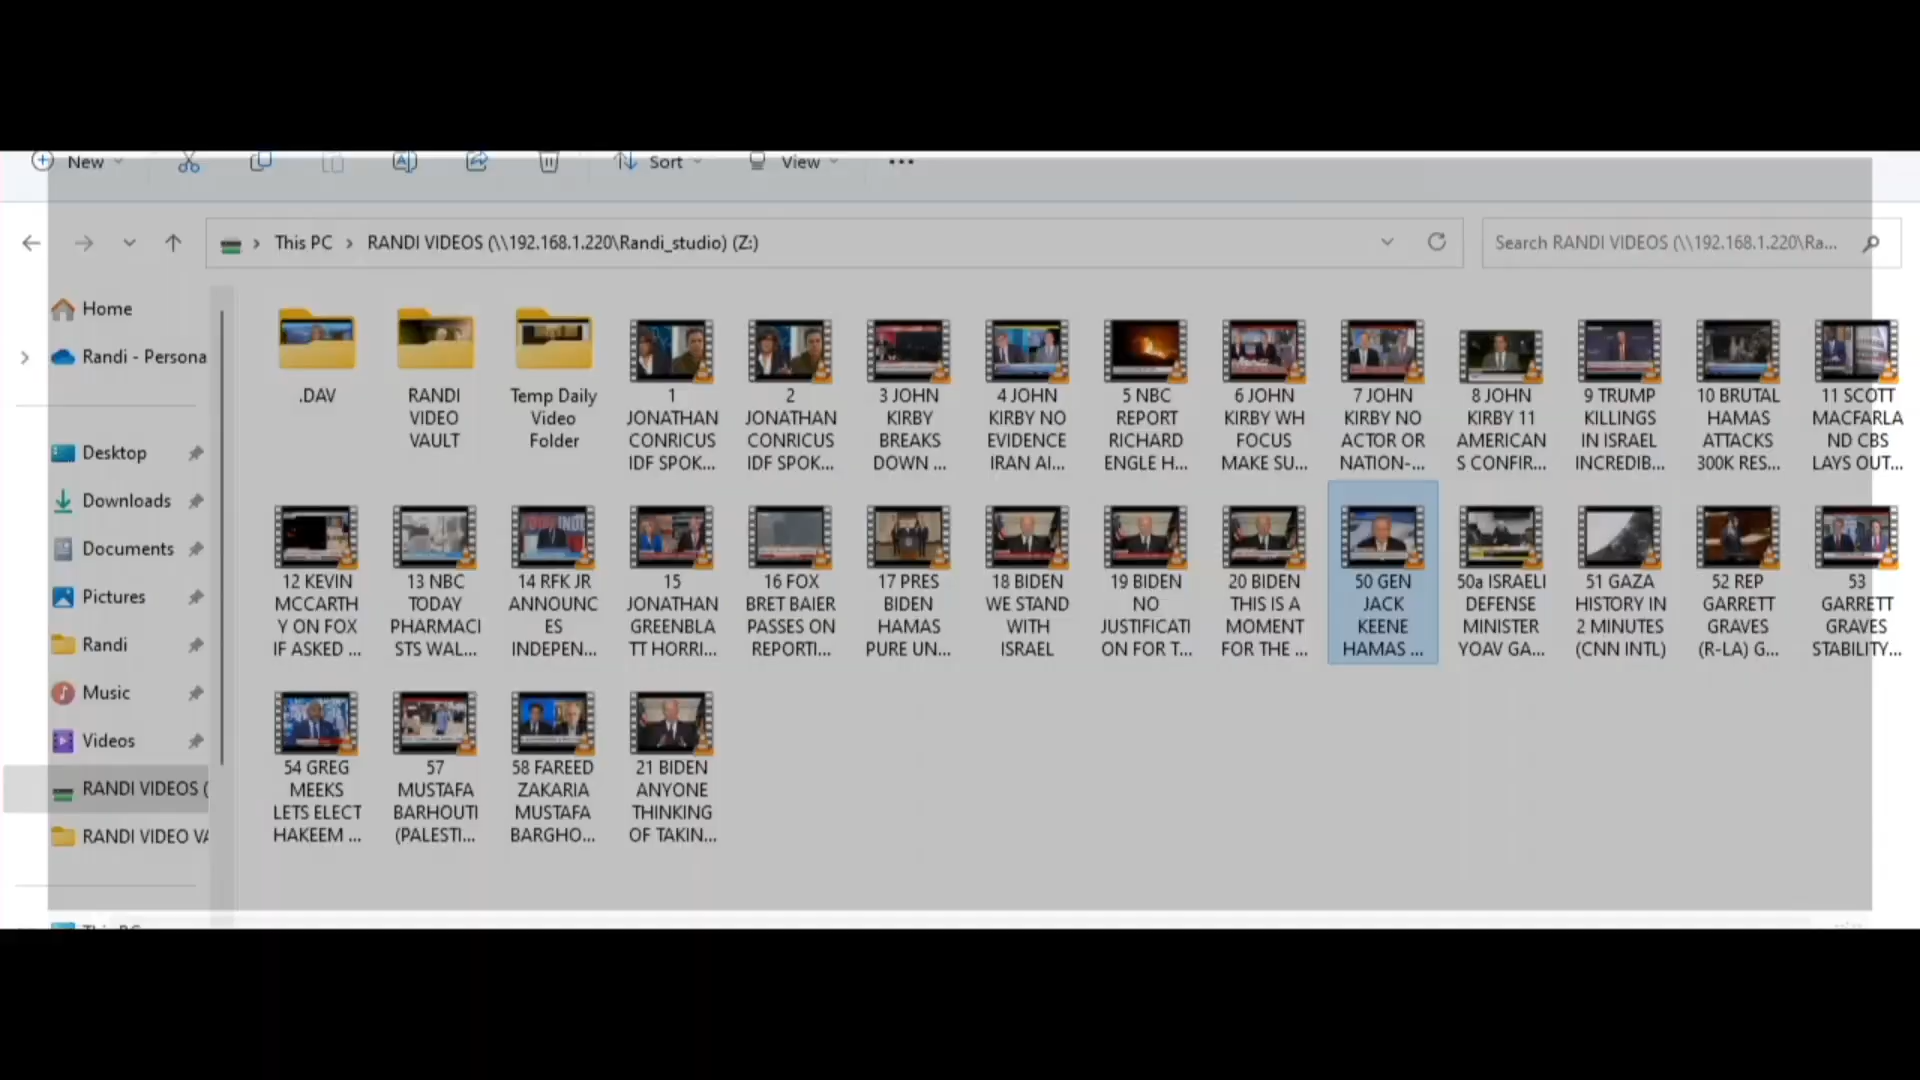 New
Sort
View
This PC
RANDI VIDEOS (\\192.168.1.220\Randi_studio) (Z:)
Search RANDI VIDEOS (\\192.168.1.220\Ra...
Home
Randi - Persona
Desktop
Downloads
Documents
Pictures
Randi
Music
Videos
RANDI VIDEOS (
RANDI VIDEO VA
.DAV
RANDI
VIDEO
VAULT
Temp Daily
Video
Folder
1
JONATHAN
CONRICUS
IDF SPOK...
2
JONATHAN
CONRICUS
IDF SPOK...
3 JOHN
KIRBY
BREAKS
DOWN ...
4 JOHN
KIRBY NO
EVIDENCE
IRAN AI...
5 NBC
REPORT
RICHARD
ENGLE H...
6 JOHN
KIRBY WH
FOCUS
MAKE SU...
7 JOHN
KIRBY NO
ACTOR OR
NATION-...
8 JOHN
KIRBY 11
AMERICAN
S CONFIR...
9 TRUMP
KILLINGS
IN ISRAEL
INCREDIB...
10 BRUTAL
HAMAS
ATTACKS
300K RES...
11 SCOTT
MACFARLA
ND CBS
LAYS OUT...
12 KEVIN
MCCARTH
Y ON FOX
IF ASKED ...
13 NBC
TODAY
PHARMACI
STS WAL...
14 RFK JR
ANNOUNC
ES
INDEPEN...
15
JONATHAN
GREENBLA
TT HORRI...
16 FOX
BRET BAIER
PASSES ON
REPORTI...
17 PRES
BIDEN
HAMAS
PURE UN...
18 BIDEN
WE STAND
WITH
ISRAEL
19 BIDEN
NO
JUSTIFICATI
ON FOR T...
20 BIDEN
THIS IS A
MOMENT
FOR THE ...
50 GEN
JACK
KEENE
HAMAS ...
50a ISRAELI
DEFENSE
MINISTER
YOAV GA...
51 GAZA
HISTORY IN
2 MINUTES
(CNN INTL)
52 REP
GARRETT
GRAVES
(R-LA) G...
53
GARRETT
GRAVES
STABILITY...
54 GREG
MEEKS
LETS ELECT
HAKEEM ...
57
MUSTAFA
BARHOUTI
(PALESTI...
58 FAREED
ZAKARIA
MUSTAFA
BARGHO...
21 BIDEN
ANYONE
THINKING
OF TAKIN...